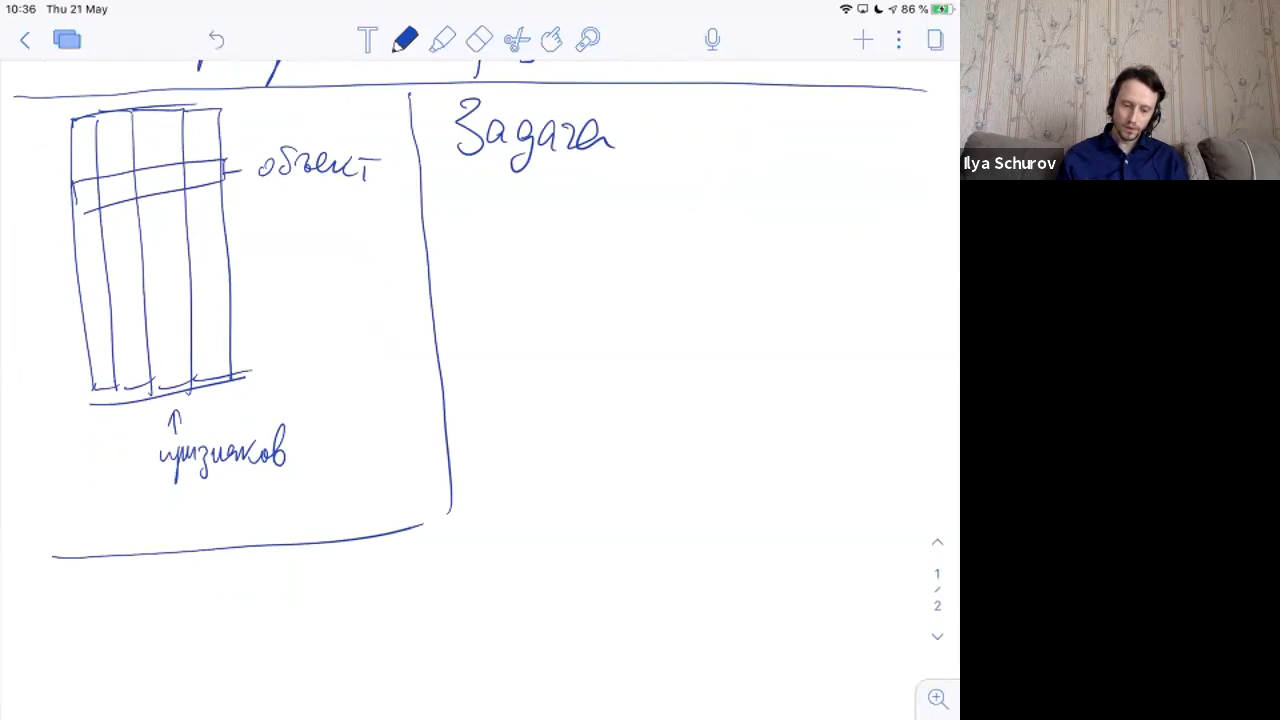 10:36 Thu 21 May
86 %
Задача
объект
признаков
Ilya Schurov
1
/
2